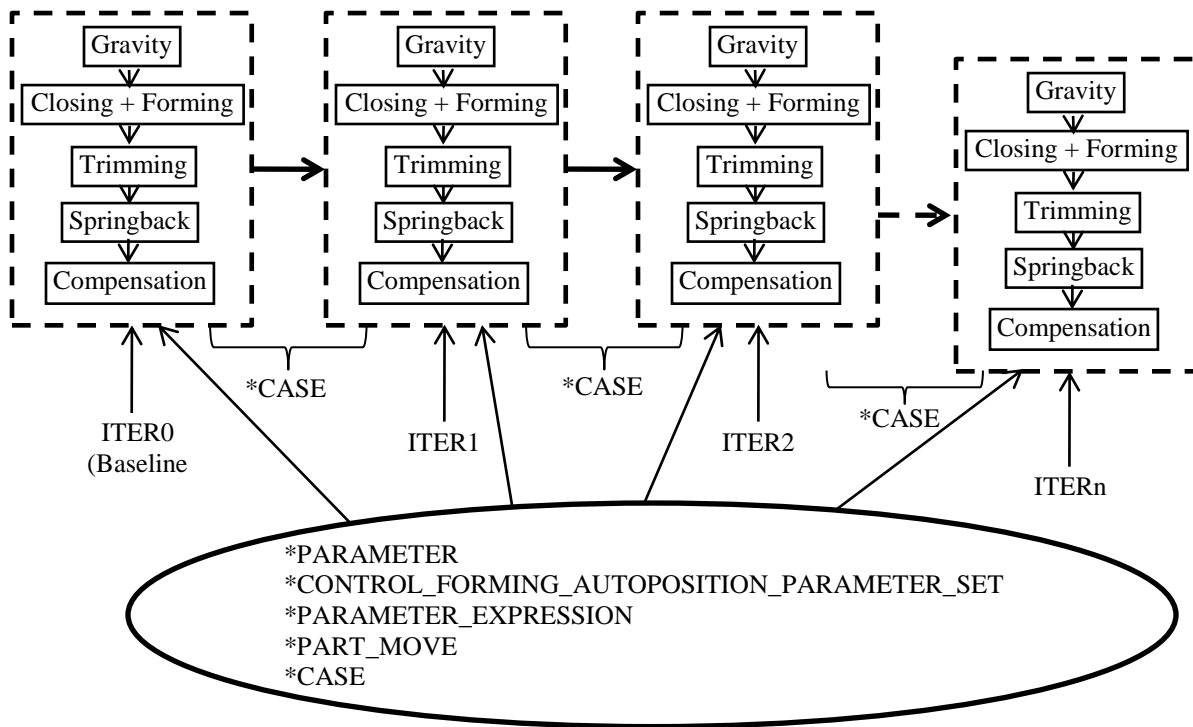 Gravity
Closing + Forming
Trimming
Springback
Compensation
Gravity
Closing + Forming
Trimming
Springback
Compensation
Gravity
Closing + Forming
Trimming
Springback
Compensation
Gravity
Closing + Forming
Trimming
Springback
Compensation
*CASE
*CASE
*CASE
ITER0
(Baseline
ITER1
ITER2
ITERn
*PARAMETER
*CONTROL_FORMING_AUTOPOSITION_PARAMETER_SET
*PARAMETER_EXPRESSION
*PART_MOVE
*CASE